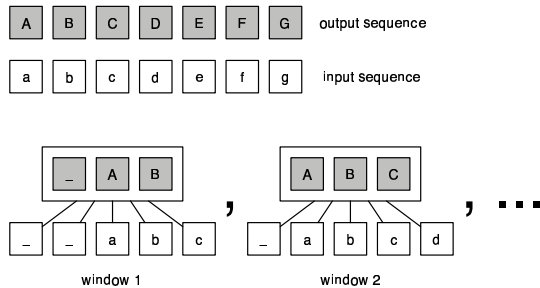 A B C D E F G output sequence
a b c d e f g input sequence
_ A B , A B C , ...
_ _ a b c _ a b c d
window 1 window 2